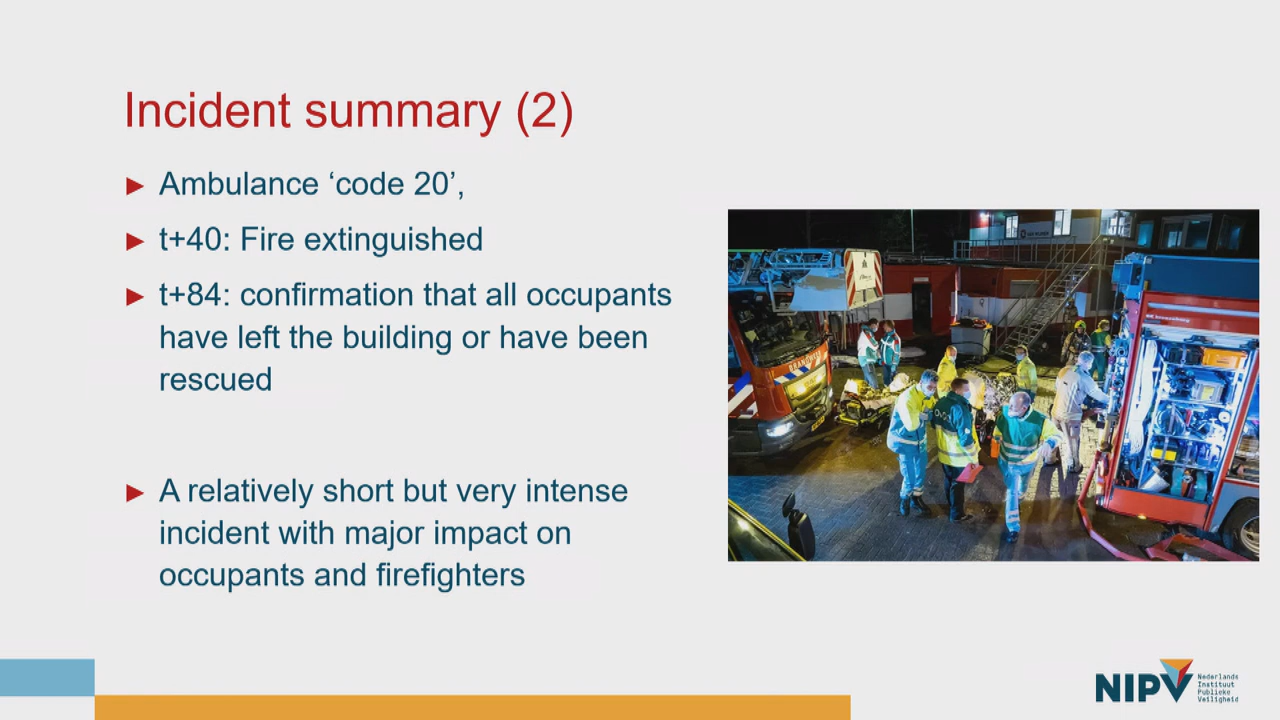 Incident summary (2)
► Ambulance ‘code 20’,
► t+40: Fire extinguished
► t+84: confirmation that all occupants
have left the building or have been
rescued
► A relatively short but very intense
incident with major impact on
occupants and firefighters
BRANDWEER
NIPV
Nederlands
Instituut
Publieke
Veiligheid